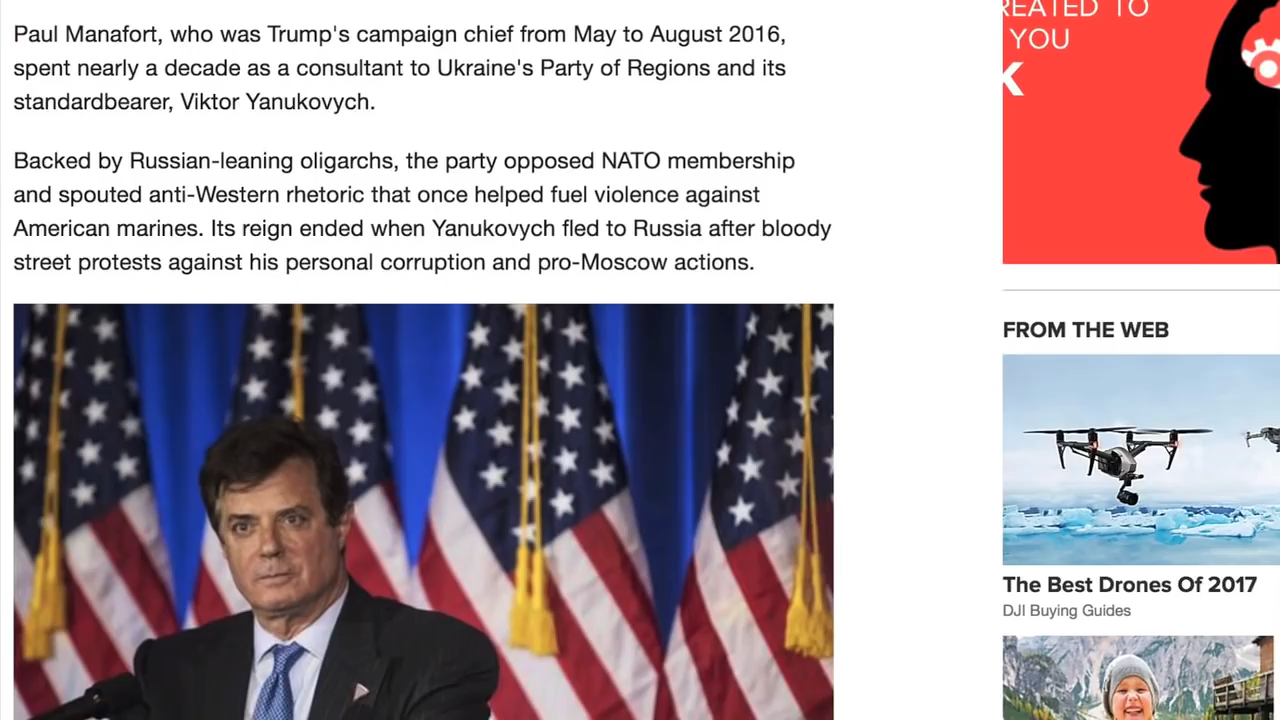 Paul Manafort, who was Trump's campaign chief from May to August 2016,
spent nearly a decade as a consultant to Ukraine's Party of Regions and its
standardbearer, Viktor Yanukovych.
Backed by Russian-leaning oligarchs, the party opposed NATO membership
and spouted anti-Western rhetoric that once helped fuel violence against
American marines. Its reign ended when Yanukovych fled to Russia after bloody
street protests against his personal corruption and pro-Moscow actions.
TO
YOU
FROM THE WEB
The Best Drones Of 2017
DJI Buying Guides